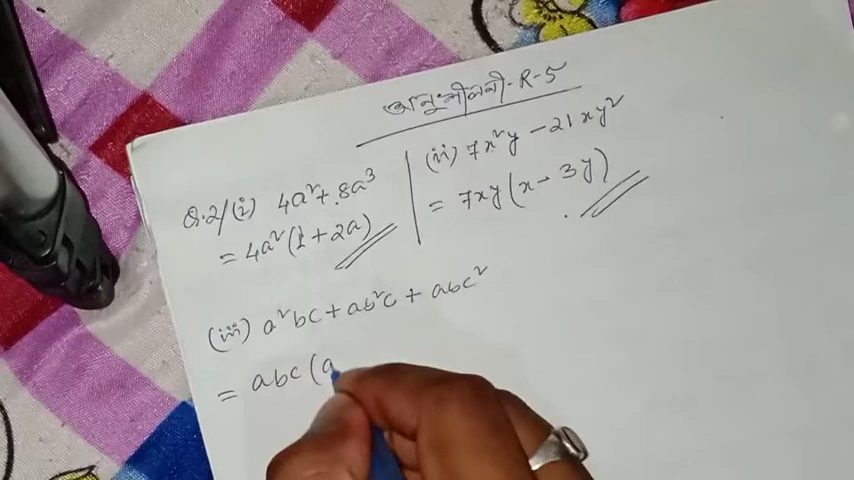 অনুশীলনী-R-5
Q.2/(i) 4a²+8a³
= 4a²(1+2a)
(ii) 7x²y-21xy²
= 7xy(x-3y)
(iii) a²bc+ab²c+abc²
= abc(a